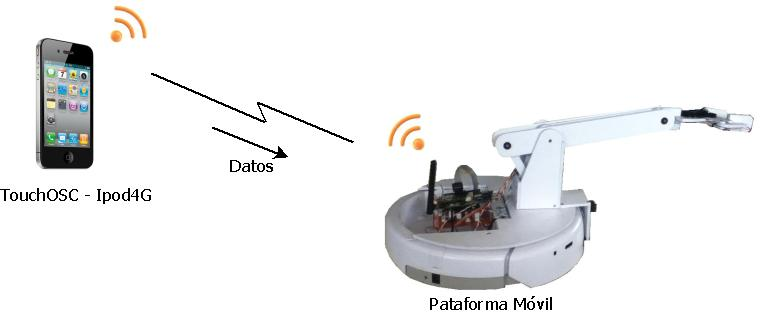 Datos
TouchOSC - Ipod4G
Pataforma Móvil